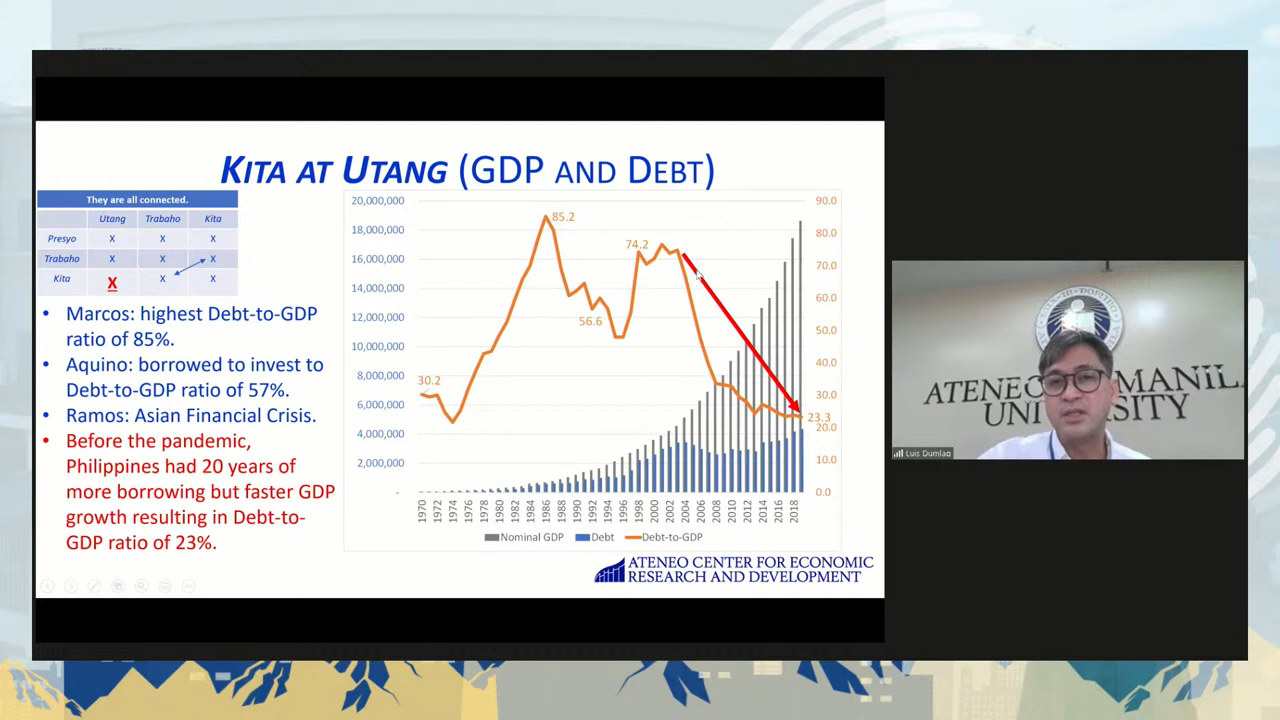 KITA AT UTANG (GDP AND DEBT)
They are all connected.
Utang Trabaho Kita
Presyo X X X
Trabaho X X X
Kita X X X
• Marcos: highest Debt-to-GDP
ratio of 85%.
• Aquino: borrowed to invest to
Debt-to-GDP ratio of 57%.
• Ramos: Asian Financial Crisis.
• Before the pandemic,
Philippines had 20 years of
more borrowing but faster GDP
growth resulting in Debt-to-
GDP ratio of 23%.
20,000,000
18,000,000
16,000,000
14,000,000
12,000,000
10,000,000
8,000,000
6,000,000
4,000,000
2,000,000
-
90.0
80.0
70.0
60.0
50.0
40.0
30.0
20.0
10.0
0.0
30.2
85.2
56.6
74.2
23.3
1970 1972 1974 1976 1978 1980 1982 1984 1986 1988 1990 1992 1994 1996 1998 2000 2002 2004 2006 2008 2010 2012 2014 2016 2018
Nominal GDP Debt Debt-to-GDP
ATENEO CENTER FOR ECONOMIC
RESEARCH AND DEVELOPMENT
ATENEO MANILA
UNIVERSITY
Luis Dumlao